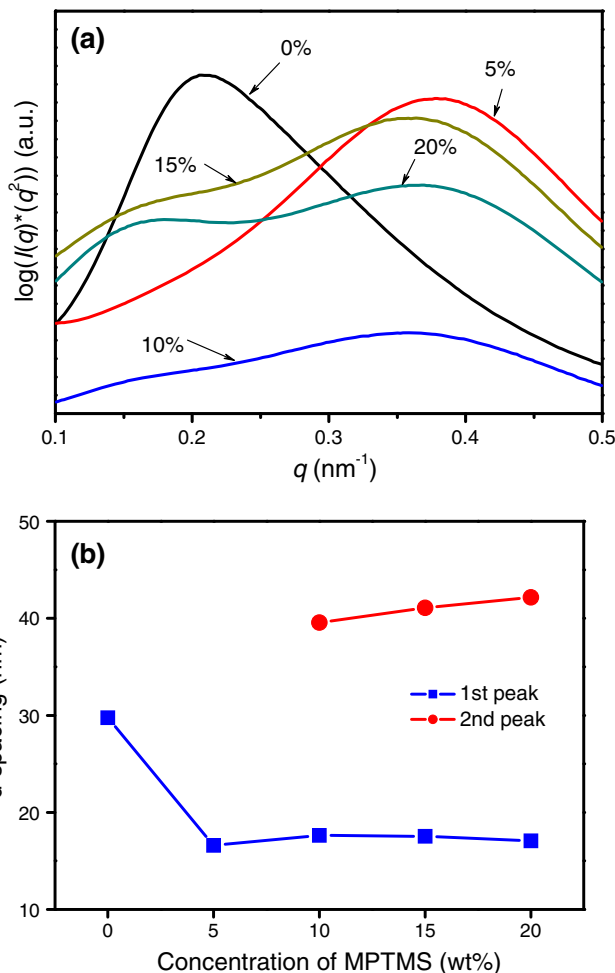 (a)
0%
5%
15%
20%
10%
log(I(q)*(q²)) (a.u.)
0.1 0.2 0.3 0.4 0.5
q (nm⁻¹)
(b)
50
40
30
20
10
1st peak
2nd peak
0 5 10 15 20
Concentration of MPTMS (wt%)